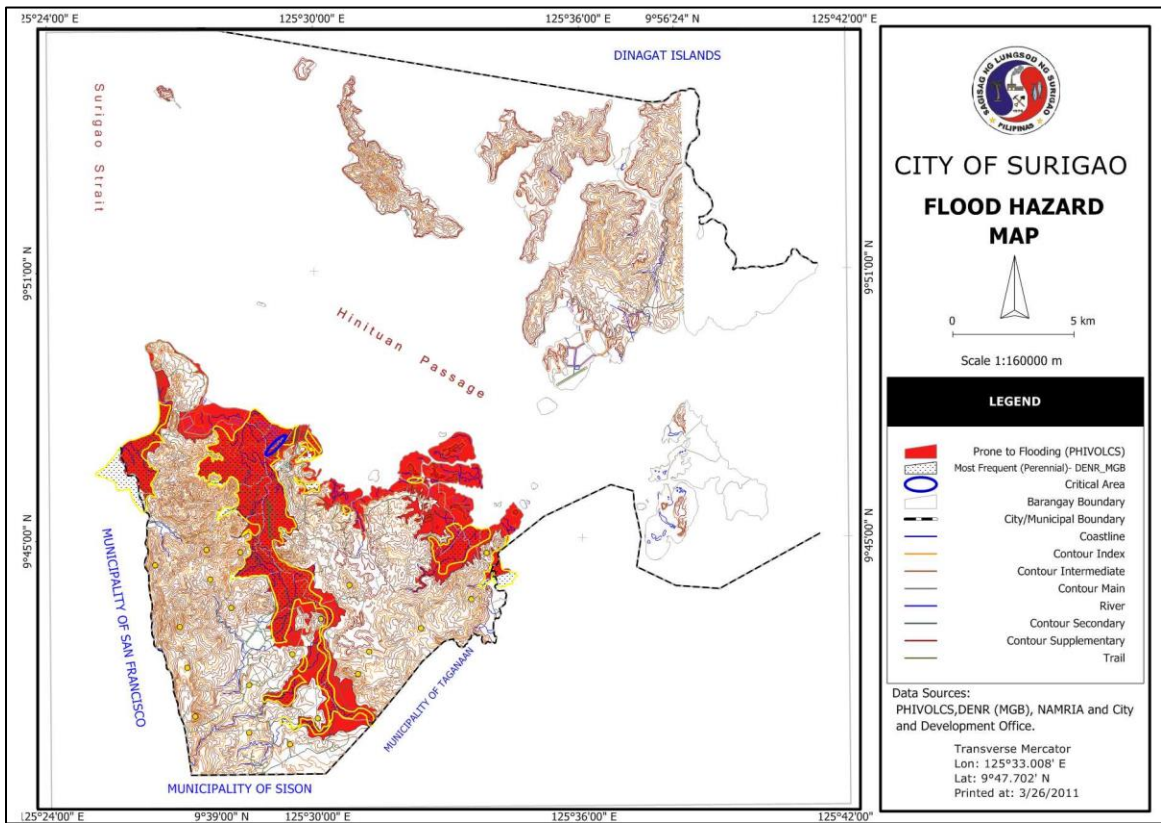 125°24'00" E
125°30'00" E
125°36'00" E
9°56'24" N
125°42'00" E
DINAGAT ISLANDS
Surigao Strait
9°51'00" N
9°51'00" N
Hinituan Passage
9°45'00" N
9°45'00" N
MUNICIPALITY OF SAN FRANCISCO
MUNICIPALITY OF TAGANAAN
MUNICIPALITY OF SISON
125°24'00" E
9°39'00" N
125°30'00" E
125°36'00" E
125°42'00" E
SAGISAG NG LUNGSOD NG SURIGAO
PILIPINAS
CITY OF SURIGAO
FLOOD HAZARD
MAP
0 5 km
Scale 1:160000 m
LEGEND
Prone to Flooding (PHIVOLCS)
Most Frequent (Perennial)- DENR_MGB
Critical Area
Barangay Boundary
City/Municipal Boundary
Coastline
Contour Index
Contour Intermediate
Contour Main
River
Contour Secondary
Contour Supplementary
Trail
Data Sources:
PHIVOLCS,DENR (MGB), NAMRIA and City
and Development Office.
Transverse Mercator
Lon: 125°33.008' E
Lat: 9°47.702' N
Printed at: 3/26/2011